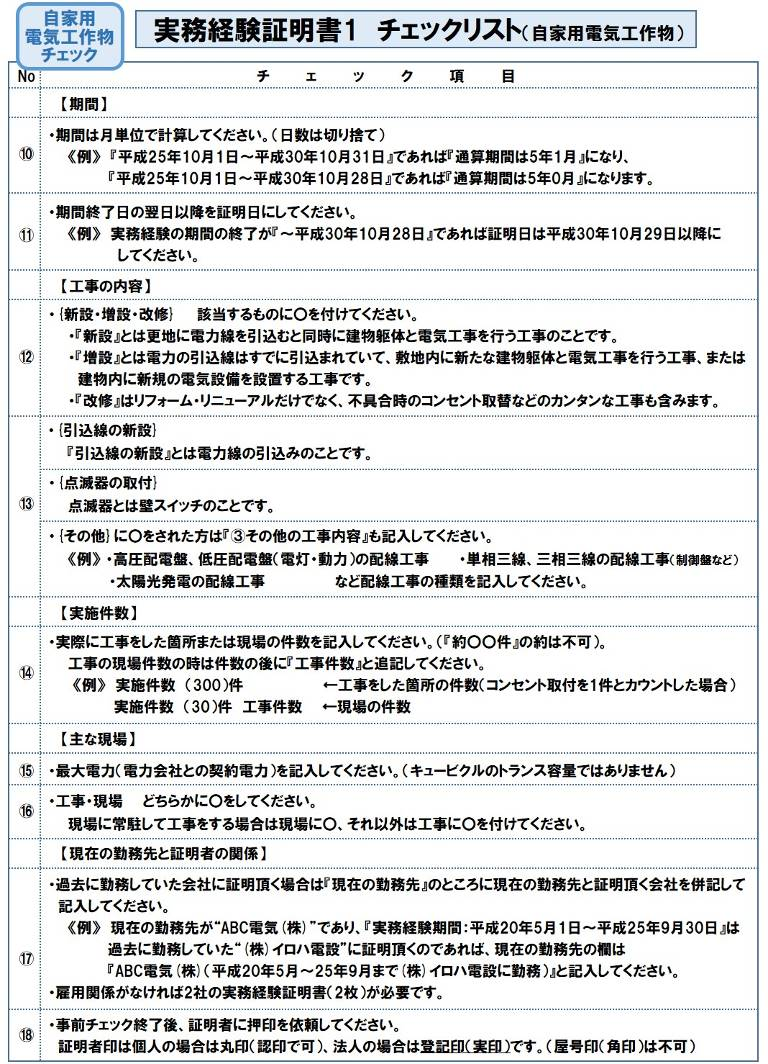 自家用
電気工作物
チェック
実務経験証明書1 チェックリスト(自家用電気工作物)
No チェック項目
【期間】
⑩ ・期間は月単位で計算してください。(日数は切り捨て)
《例》『平成25年10月1日～平成30年10月31日』であれば『通算期間は5年1月』になり、
『平成25年10月1日～平成30年10月28日』であれば『通算期間は5年0月』になります。
⑪ ・期間終了日の翌日以降を証明日にしてください。
《例》 実務経験の期間の終了が『～平成30年10月28日』であれば証明日は平成30年10月29日以降に
してください。
【工事の内容】
⑫ ・{新設・増設・改修} 該当するものに〇を付けてください。
・『新設』とは更地に電力線を引込むと同時に建物躯体と電気工事を行う工事のことです。
・『増設』とは電力の引込線はすでに引込まれていて、敷地内に新たな建物躯体と電気工事を行う工事、または
建物内に新規の電気設備を設置する工事です。
・『改修』はリフォーム・リニューアルだけでなく、不具合時のコンセント取替などのカンタンな工事も含みます。
⑬ ・{引込線の新設}
『引込線の新設』とは電力線の引込みのことです。
・{点滅器の取付}
点滅器とは壁スイッチのことです。
・{その他}に〇をされた方は『③その他の工事内容』も記入してください。
《例》・高圧配電盤、低圧配電盤(電灯・動力)の配線工事 ・単相三線、三相三線の配線工事(制御盤など)
・太陽光発電の配線工事 など配線工事の種類を記入してください。
【実施件数】
⑭ ・実際に工事をした箇所または現場の件数を記入してください。(『約〇〇件』の約は不可)。
工事の現場件数の時は件数の後に『工事件数』と追記してください。
《例》 実施件数 (300)件 ←工事をした箇所の件数(コンセント取付を1件とカウントした場合)
実施件数 (30)件 工事件数 ←現場の件数
【主な現場】
⑮ ・最大電力(電力会社との契約電力)を記入してください。(キュービクルのトランス容量ではありません)
⑯ ・工事・現場 どちらかに〇をしてください。
現場に常駐して工事をする場合は現場に〇、それ以外は工事に〇を付けてください。
【現在の勤務先と証明者の関係】
⑰ ・過去に勤務していた会社に証明頂く場合は『現在の勤務先』のところに現在の勤務先と証明頂く会社を併記して
記入してください。
《例》 現在の勤務先が“ABC電気(株)”であり、『実務経験期間:平成20年5月1日～平成25年9月30日』は
過去に勤務していた“(株)イロハ電設”に証明頂くのであれば、現在の勤務先の欄は
『ABC電気(株)(平成20年5月～25年9月まで(株)イロハ電設に勤務)』と記入してください。
・雇用関係がなければ2社の実務経験証明書(2枚)が必要です。
⑱ ・事前チェック終了後、証明者に押印を依頼してください。
証明者印は個人の場合は丸印(認印で可)、法人の場合は登記印(実印)です。(屋号印(角印)は不可)